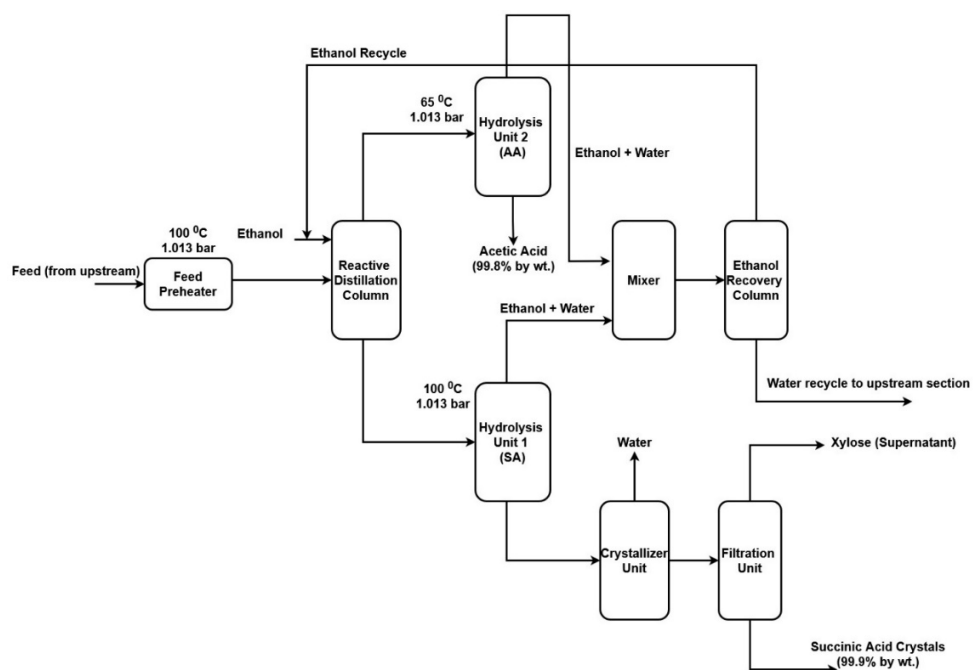 Ethanol Recycle
65 ⁰C
1.013 bar
Hydrolysis
Unit 2
(AA)
Ethanol + Water
100 ⁰C
1.013 bar
Ethanol
Feed (from upstream)
Feed
Preheater
Reactive
Distillation
Column
Acetic Acid
(99.8% by wt.)
Mixer
Ethanol
Recovery
Column
Ethanol + Water
Water recycle to upstream section
100 ⁰C
1.013 bar
Hydrolysis
Unit 1
(SA)
Water
Xylose (Supernatant)
Crystallizer
Unit
Filtration
Unit
Succinic Acid Crystals
(99.9% by wt.)